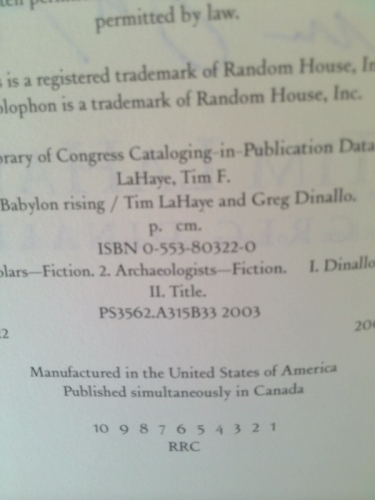 permitted by law.
is a registered trademark of Random House, In
olophon is a trademark of Random House, Inc.
rary of Congress Cataloging-in-Publication Data
LaHaye, Tim F.
Babylon rising / Tim LaHaye and Greg Dinallo.
p. cm.
ISBN 0-553-80322-0
olars—Fiction. 2. Archaeologists—Fiction. I. Dinallo
II. Title.
PS3562.A315B33 2003
2 200
Manufactured in the United States of America
Published simultaneously in Canada
10 9 8 7 6 5 4 3 2 1
RRC